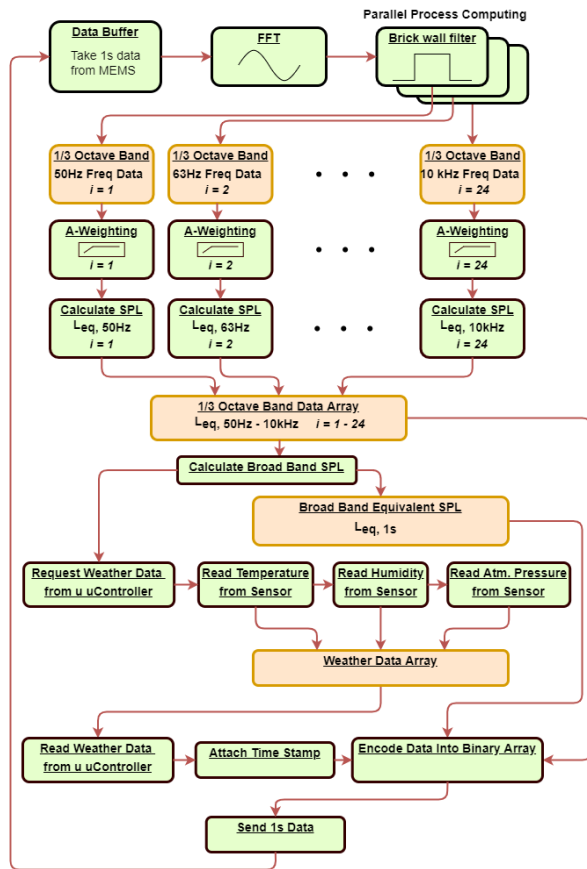 Parallel Process Computing
Data Buffer
Take 1s data
from MEMS
FFT
Brick wall filter
1/3 Octave Band
50Hz Freq Data
i = 1
1/3 Octave Band
63Hz Freq Data
i = 2
1/3 Octave Band
10 kHz Freq Data
i = 24
A-Weighting
i = 1
A-Weighting
i = 2
A-Weighting
i = 24
Calculate SPL
Leq, 50Hz
i = 1
Calculate SPL
Leq, 63Hz
i = 2
Calculate SPL
Leq, 10kHz
i = 24
1/3 Octave Band Data Array
Leq, 50Hz - 10kHz i = 1 - 24
Calculate Broad Band SPL
Broad Band Equivalent SPL
Leq, 1s
Request Weather Data
from u uController
Read Temperature
from Sensor
Read Humidity
from Sensor
Read Atm. Pressure
from Sensor
Weather Data Array
Read Weather Data
from u uController
Attach Time Stamp
Encode Data Into Binary Array
Send 1s Data